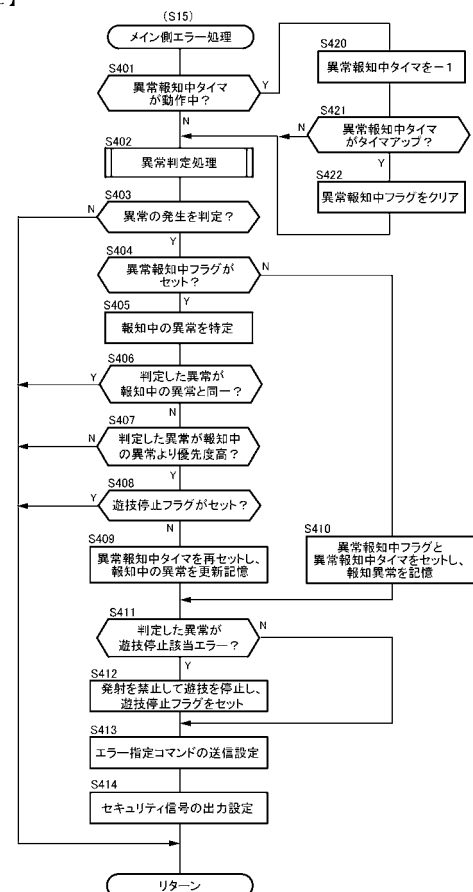 】
(S15)
メイン側エラー処理
S401
異常報知中タイマ
が動作中？
Y
N
S420
異常報知中タイマを－1
S421
異常報知中タイマ
がタイマアップ？
N
Y
S422
異常報知中フラグをクリア
S402
異常判定処理
S403
異常の発生を判定？
N
Y
S404
異常報知中フラグが
セット？
N
Y
S405
報知中の異常を特定
S406
判定した異常が
報知中の異常と同一？
Y
N
S407
判定した異常が報知中
の異常より優先度高？
N
Y
S408
遊技停止フラグがセット？
Y
N
S409
異常報知中タイマを再セットし、
報知中の異常を更新記憶
S410
異常報知中フラグと
異常報知中タイマをセットし、
報知異常を記憶
S411
判定した異常が
遊技停止該当エラー？
N
Y
S412
発射を禁止して遊技を停止し、
遊技停止フラグをセット
S413
エラー指定コマンドの送信設定
S414
セキュリティ信号の出力設定
リターン